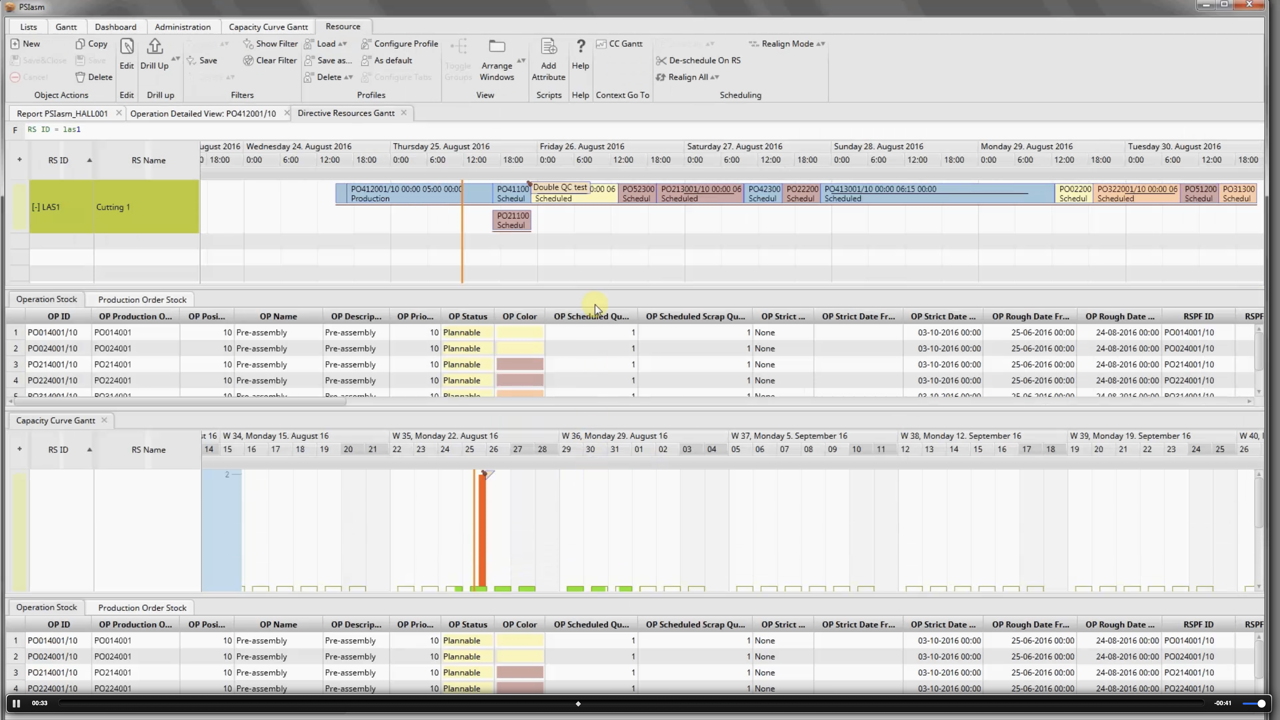 PSIasm
Lists Gantt Dashboard Administration Capacity Curve Gantt Resource
New Copy Show Filter Load Configure Profile CC Gantt Realign Mode
Save&Close Save Edit Drill Up Save Clear Filter Save as... As default Toggle Groups Arrange Windows Add Attribute Help De-schedule On RS
Cancel Delete Delete Configure Tabs Realign All
Object Actions Edit Drill up Filters Profiles View Scripts Help Context Go To Scheduling
Report PSIasm_HALL001 Operation Detailed View: PO412001/10 Directive Resources Gantt
F RS ID = las1
+ RS ID RS Name
ugust 2016 Wednesday 24. August 2016 Thursday 25. August 2016 Friday 26. August 2016 Saturday 27. August 2016 Sunday 28. August 2016 Monday 29. August 2016 Tuesday 30. August 2016
18:00 0:00 6:00 12:00 18:00 0:00 6:00 12:00 18:00 0:00 6:00 12:00 18:00 0:00 6:00 12:00 18:00 0:00 6:00 12:00 18:00 0:00 6:00 12:00 18:00 0:00 6:00 12:00 18:00
PO412001/10 00:00 05:00 00:00 PO41100 Double QC test 0:00 06 PO52300 PO213001/10 00:00 06 PO42300 PO22200 PO413001/10 00:00 06:15 00:00 PO02200 PO322001/10 00:00 06 PO51200 PO31300
Production Schedul Scheduled Schedul Scheduled Schedul Schedul Scheduled Schedul Scheduled Schedul Schedul
[-] LAS1 Cutting 1
PO21100
Schedul
Operation Stock Production Order Stock
OP ID OP Production O... OP Posi... OP Name OP Descrip... OP Prio... OP Status OP Color OP Scheduled Qu... OP Scheduled Scrap Qu... OP Strict ... OP Strict Date Fr... OP Strict Date ... OP Rough Date Fr... OP Rough Date ... RSPF ID RSPF
1 PO014001/10 PO014001 10 Pre-assembly Pre-assembly 10 Plannable 1 1 None 03-10-2016 00:00 25-06-2016 00:00 24-08-2016 00:00 PO014001/10
2 PO024001/10 PO024001 10 Pre-assembly Pre-assembly 10 Plannable 1 1 None 03-10-2016 00:00 25-06-2016 00:00 24-08-2016 00:00 PO024001/10
3 PO214001/10 PO214001 10 Pre-assembly Pre-assembly 10 Plannable 1 1 None 03-10-2016 00:00 25-06-2016 00:00 24-08-2016 00:00 PO214001/10
4 PO224001/10 PO224001 10 Pre-assembly Pre-assembly 10 Plannable 1 1 None 03-10-2016 00:00 25-06-2016 00:00 24-08-2016 00:00 PO224001/10
Capacity Curve Gantt
+ RS ID RS Name
st 16 W 34, Monday 15. August 16 W 35, Monday 22. August 16 W 36, Monday 29. August 16 W 37, Monday 5. September 16 W 38, Monday 12. September 16 W 39, Monday 19. September 16 W 40,
14 15 16 17 18 19 20 21 22 23 24 25 26 27 28 29 30 31 01 02 03 04 05 06 07 08 09 10 11 12 13 14 15 16 17 18 19 20 21 22 23 24 25 26
2
Operation Stock Production Order Stock
OP ID OP Production O... OP Posi... OP Name OP Descrip... OP Prio... OP Status OP Color OP Scheduled Qu... OP Scheduled Scrap Qu... OP Strict ... OP Strict Date Fr... OP Strict Date ... OP Rough Date Fr... OP Rough Date ... RSPF ID RSPF
1 PO014001/10 PO014001 10 Pre-assembly Pre-assembly 10 Plannable 1 1 None 03-10-2016 00:00 25-06-2016 00:00 24-08-2016 00:00 PO014001/10
2 PO024001/10 PO024001 10 Pre-assembly Pre-assembly 10 Plannable 1 1 None 03-10-2016 00:00 25-06-2016 00:00 24-08-2016 00:00 PO024001/10
3 PO214001/10 PO214001 10 Pre-assembly Pre-assembly 10 Plannable 1 1 None 03-10-2016 00:00 25-06-2016 00:00 24-08-2016 00:00 PO214001/10
4 PO224001/10 PO224001 10 Pre-assembly Pre-assembly 10 Plannable 1 1 None 03-10-2016 00:00 25-06-2016 00:00 24-08-2016 00:00 PO224001/10
00:33 -00:41